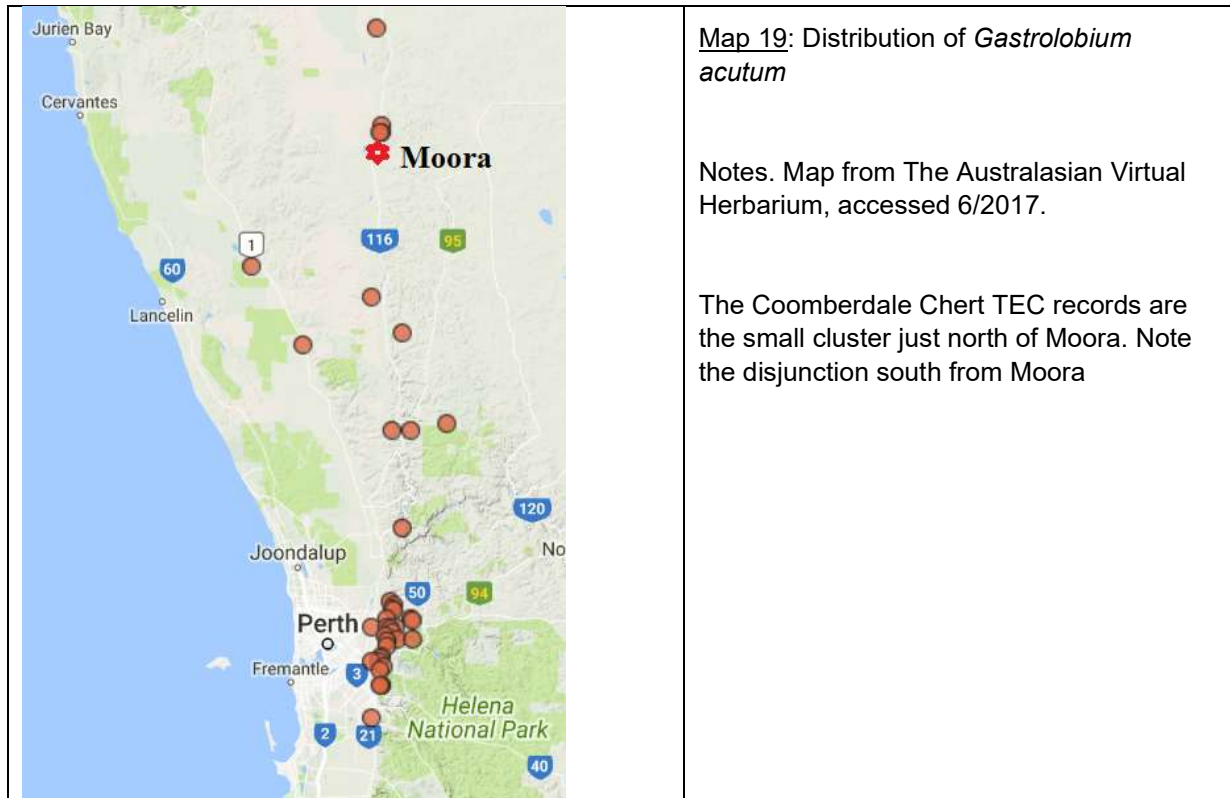 Jurien Bay
Cervantes
Moora
1
116
95
60
Lancelin
120
No
Joondalup
50
94
Perth
Fremantle
3
Helena
National Park
2
21
40
Map 19: Distribution of Gastrolobium
acutum
Notes. Map from The Australasian Virtual
Herbarium, accessed 6/2017.
The Coomberdale Chert TEC records are
the small cluster just north of Moora. Note
the disjunction south from Moora